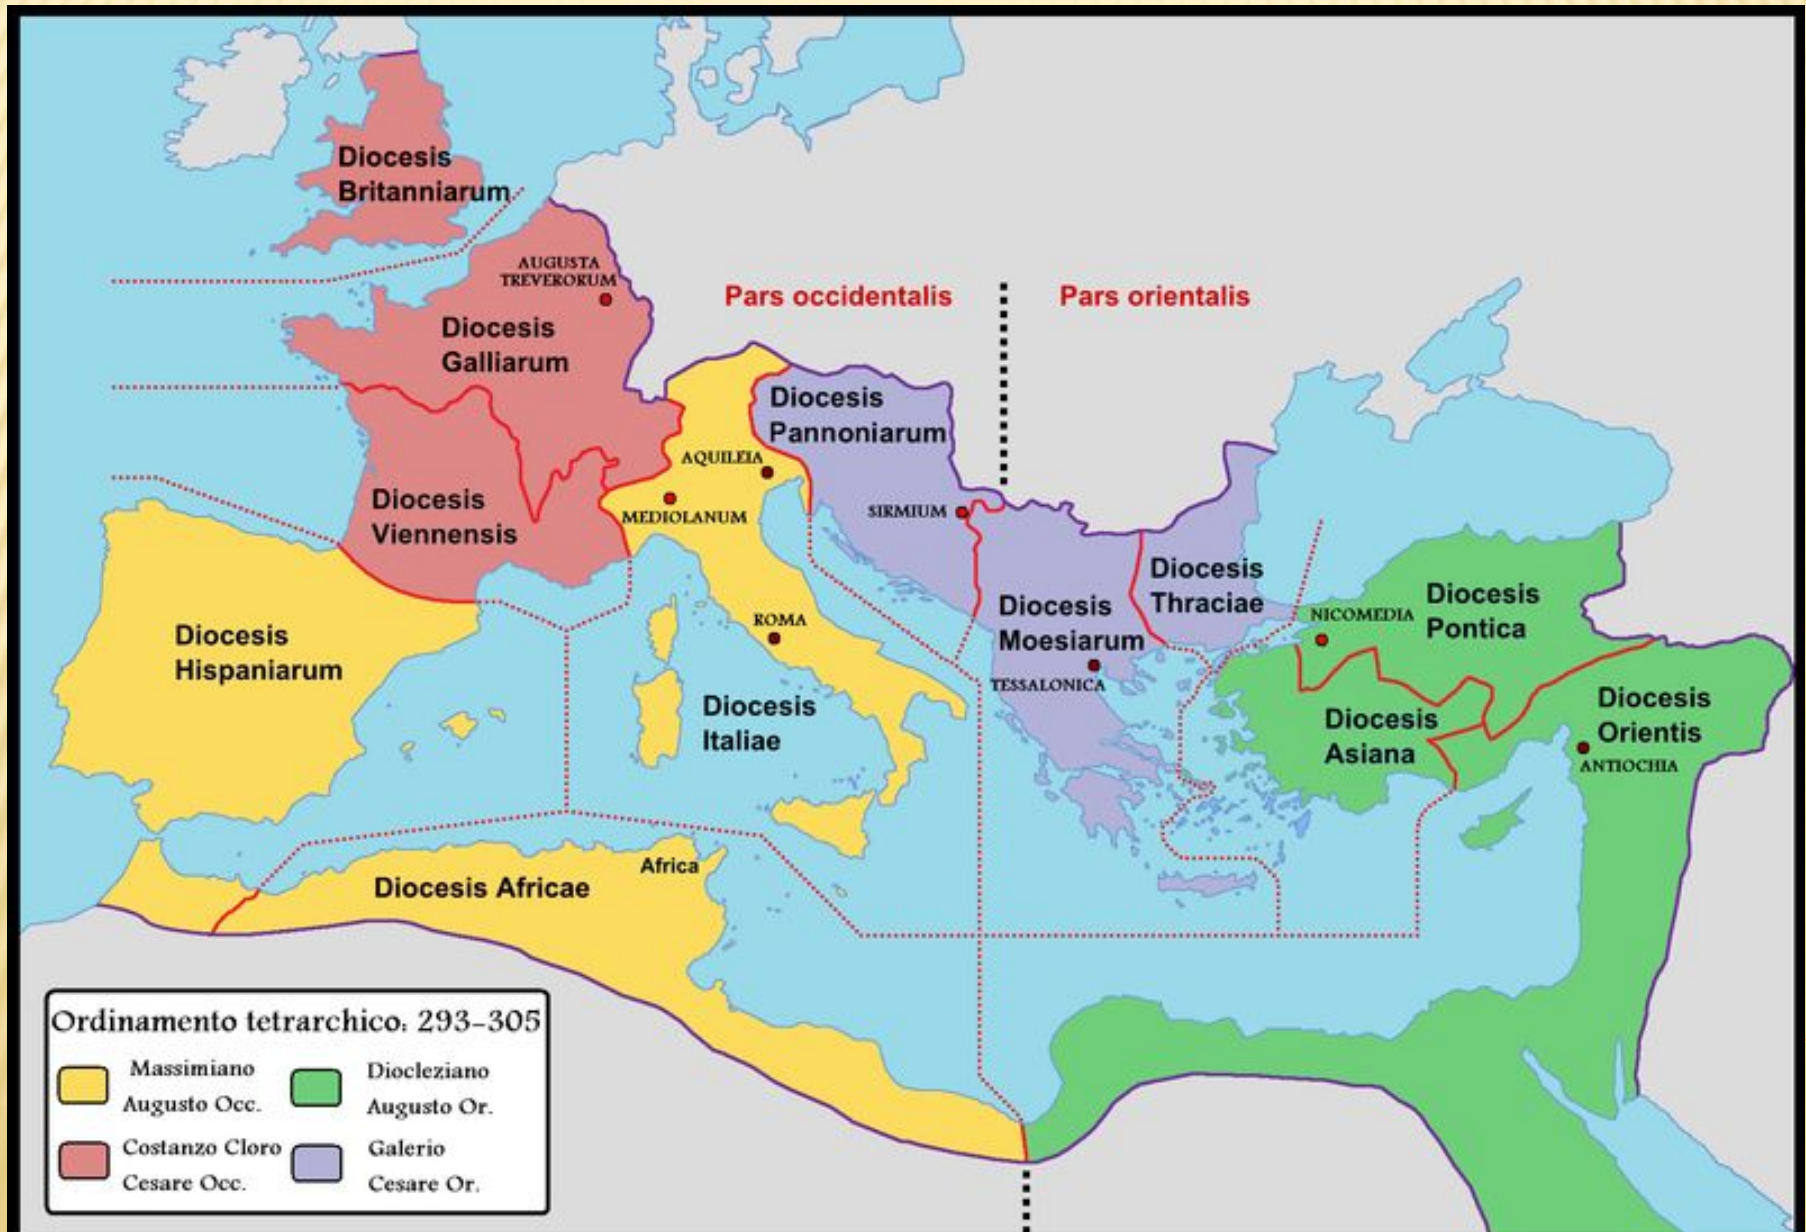 Diocesis
Britanniarum
AUGUSTA
TREVERORUM
Diocesis
Galliarum
Pars occidentalis
Pars orientalis
Diocesis
Pannoniarum
AQUILEIA
MEDIOLANUM
SIRMIUM
Diocesis
Viennensis
Diocesis
Thraciae
Diocesis
Moesiarum
TESSALONICA
NICOMEDIA
Diocesis
Pontica
Diocesis
Hispaniarum
ROMA
Diocesis
Italiae
Diocesis
Asiana
Diocesis
Orientis
ANTIOCHIA
Africa
Diocesis Africae
Ordinamento tetrarchico: 293-305
Massimiano
Augusto Occ.
Diocleziano
Augusto Or.
Costanzo Cloro
Cesare Occ.
Galerio
Cesare Or.